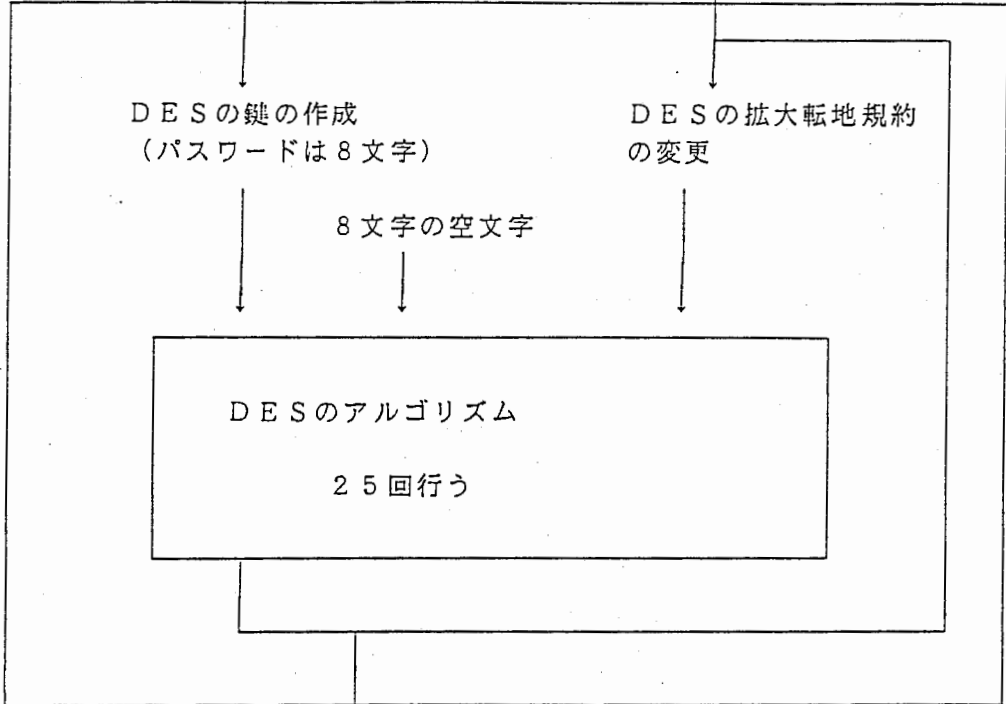 DESの鍵の作成
(パスワードは8文字)
DESの拡大転地規約
の変更
8文字の空文字
DESのアルゴリズム
25回行う